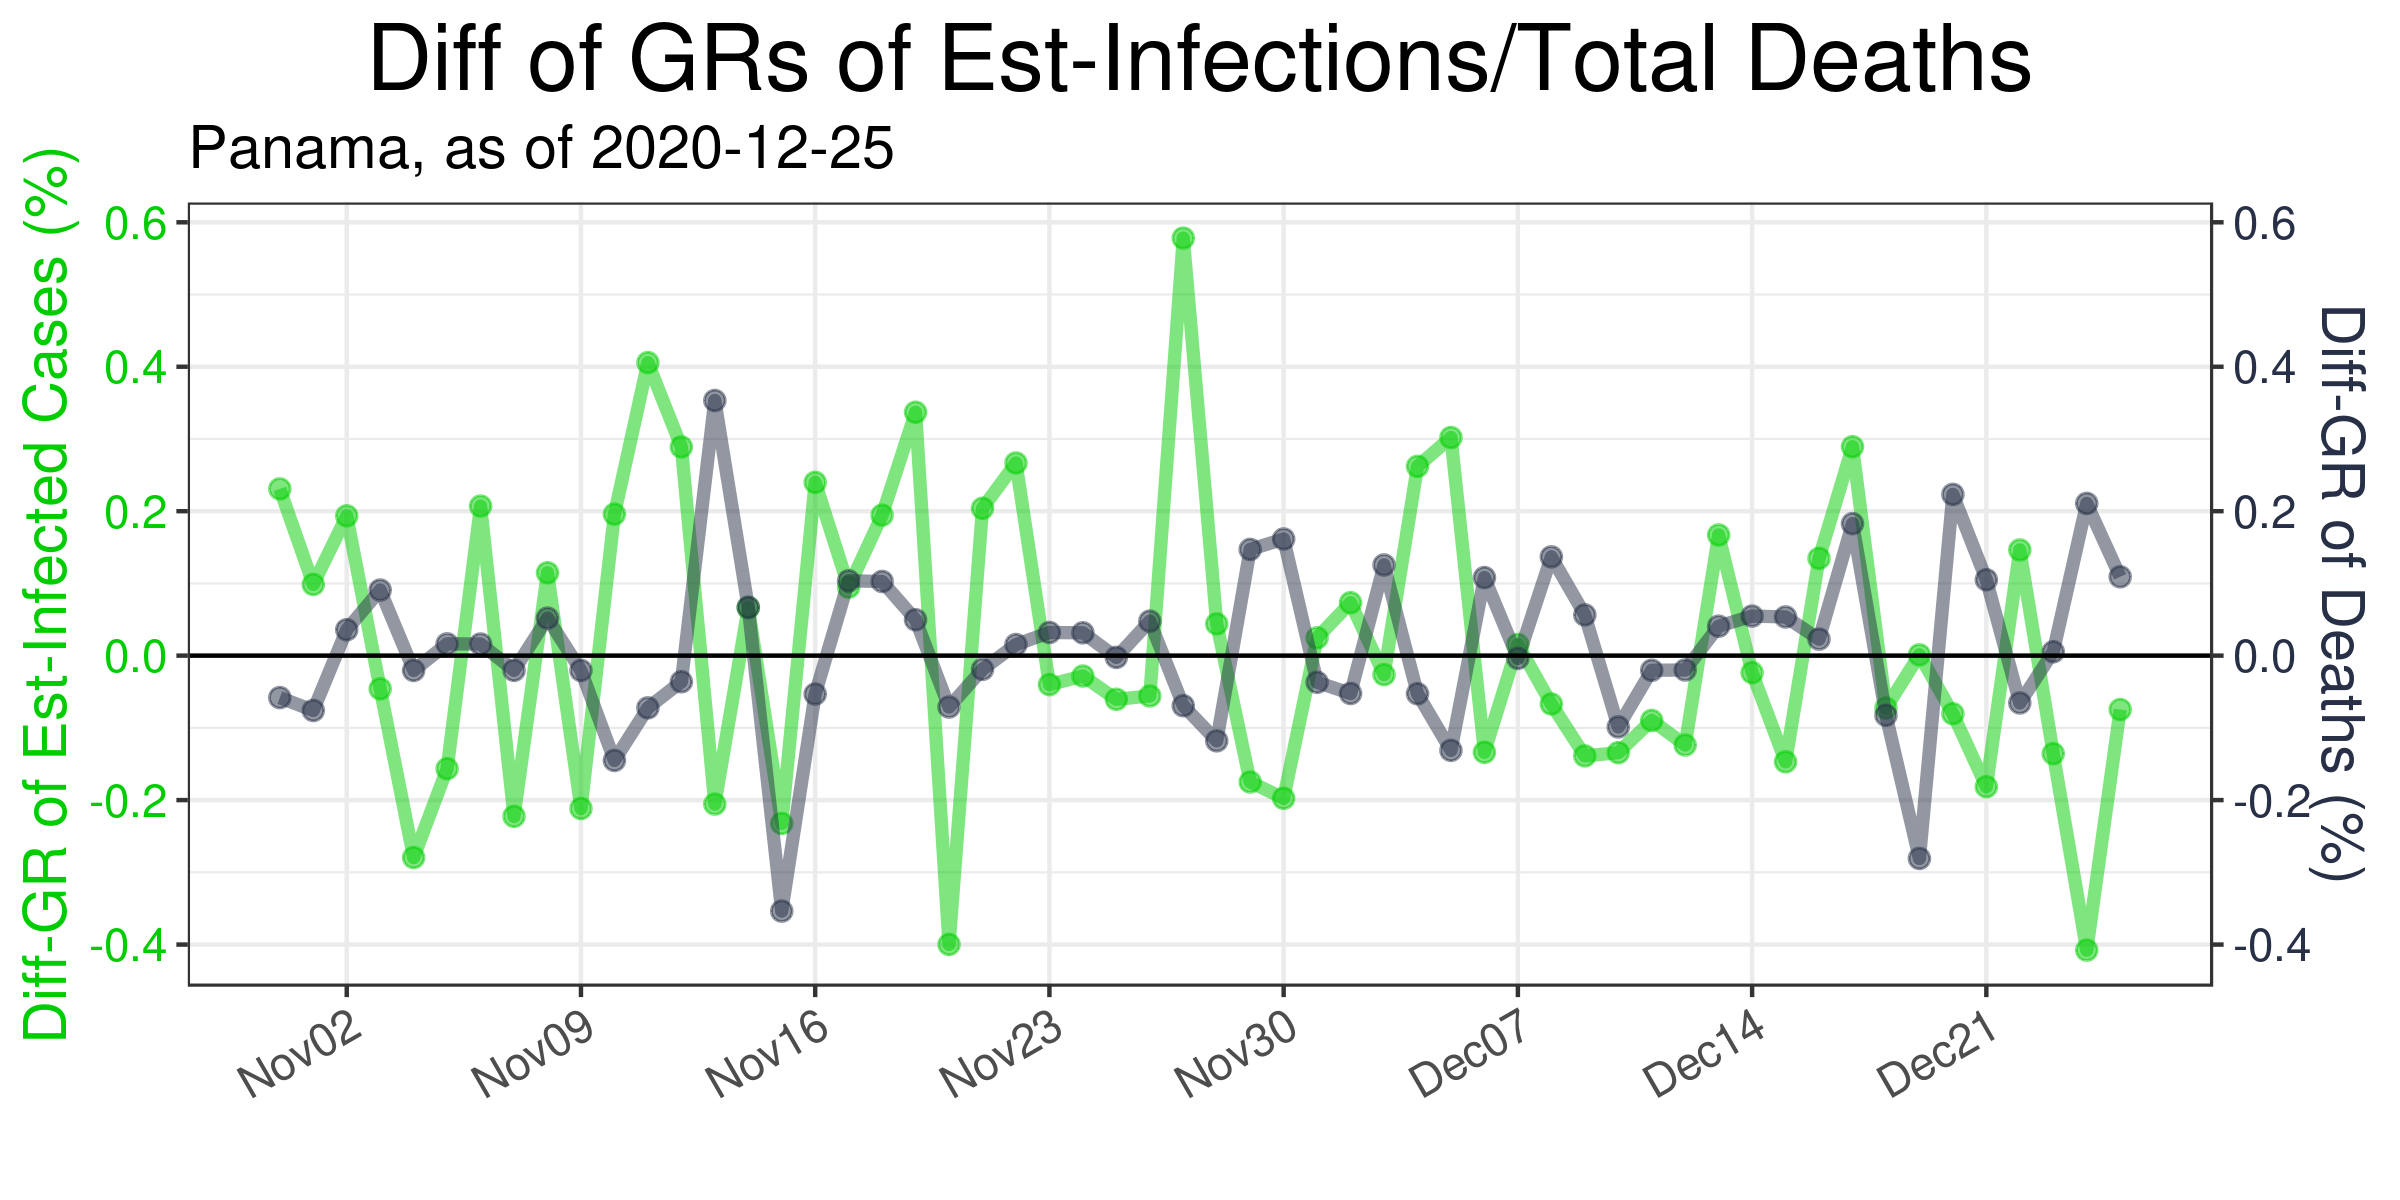 Diff of GRs of Est-Infections/Total Deaths
Panama, as of 2020-12-25
Diff-GR of Est-Infected Cases (%)
0.6
0.4
0.2
0.0
-0.2
-0.4
0.6
0.4
0.2
0.0
-0.2
-0.4
Diff-GR of Deaths (%)
Nov02
Nov09
Nov16
Nov23
Nov30
Dec07
Dec14
Dec21